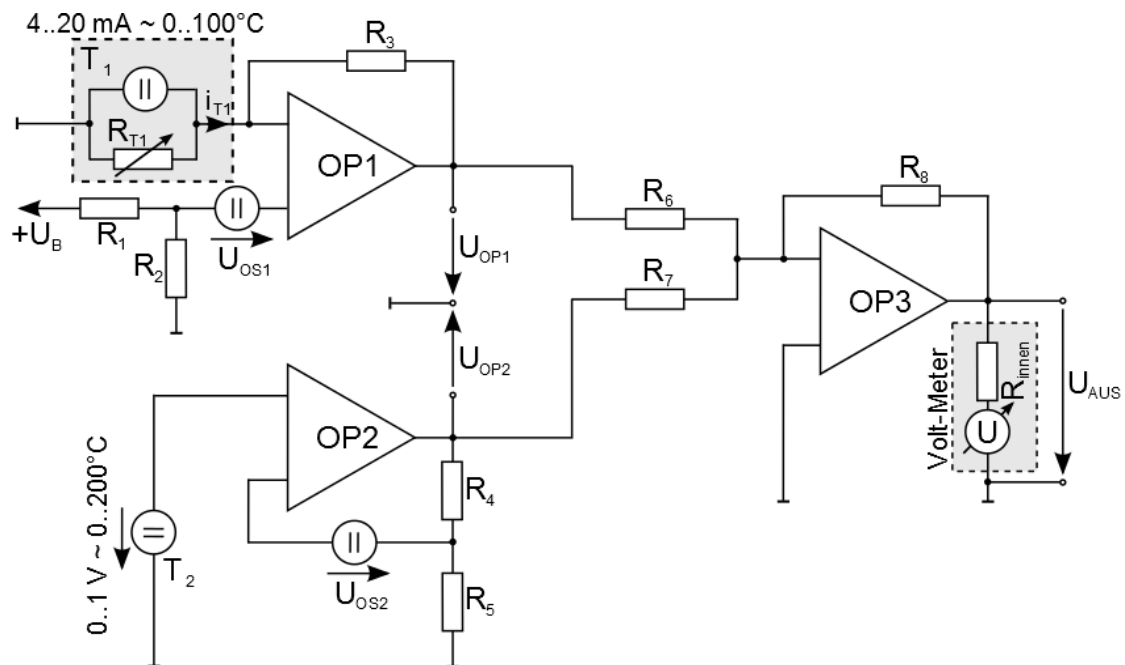 4..20 mA ~ 0..100°C
T1
RT1
iT1
R3
OP1
+UB
R1
R2
UOS1
UOP1
UOP2
R6
R7
R8
OP3
Volt-Meter
Rinnen
U
UAUS
OP2
R4
R5
UOS2
0..1 V ~ 0..200°C
T2